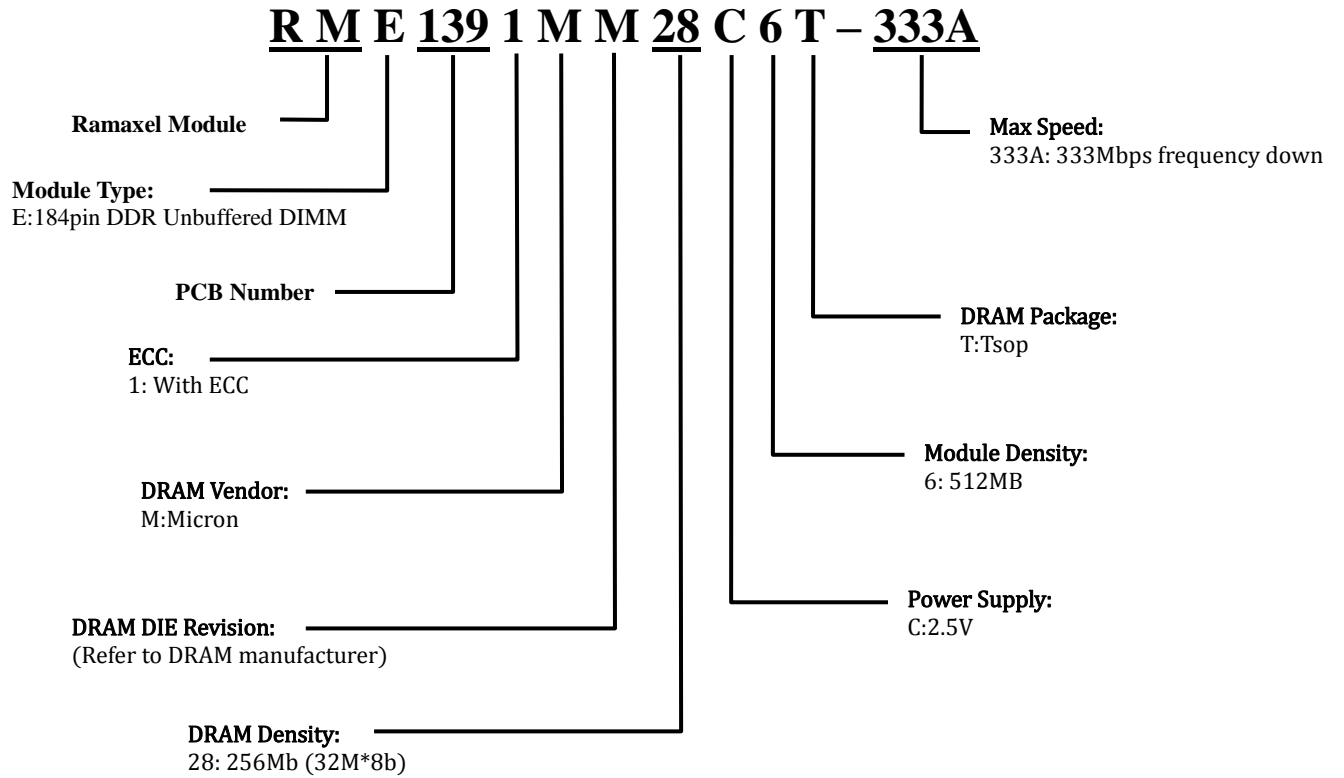 R M E 139 1 M M 28 C 6 T – 333A
Ramaxel Module
Max Speed:
333A: 333Mbps frequency down
Module Type:
E:184pin DDR Unbuffered DIMM
PCB Number
DRAM Package:
T:Tsop
ECC:
1: With ECC
Module Density:
6: 512MB
DRAM Vendor:
M:Micron
Power Supply:
C:2.5V
DRAM DIE Revision:
(Refer to DRAM manufacturer)
DRAM Density:
28: 256Mb (32M*8b)